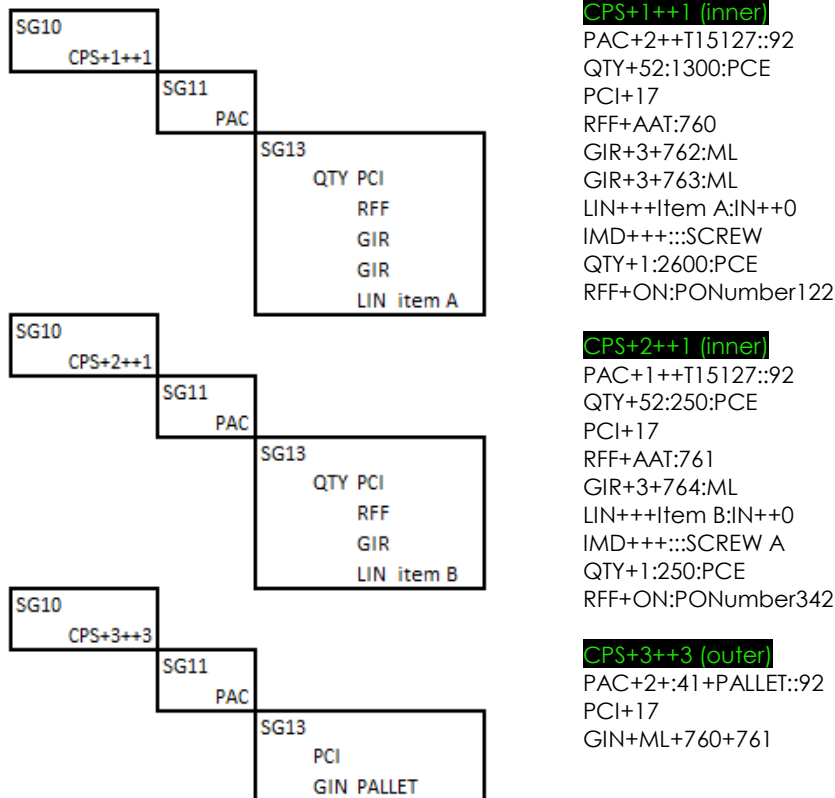 SG10
CPS+1++1
SG11
PAC
SG13
QTY PCI
RFF
GIR
GIR
LIN item A
SG10
CPS+2++1
SG11
PAC
SG13
QTY PCI
RFF
GIR
LIN item B
SG10
CPS+3++3
SG11
PAC
SG13
PCI
GIN PALLET
CPS+1++1 (inner)
PAC+2++T15127::92
QTY+52:1300:PCE
PCI+17
RFF+AAT:760
GIR+3+762:ML
GIR+3+763:ML
LIN+++Item A:IN++0
IMD+++:::SCREW
QTY+1:2600:PCE
RFF+ON:PONumber122
CPS+2++1 (inner)
PAC+1++T15127::92
QTY+52:250:PCE
PCI+17
RFF+AAT:761
GIR+3+764:ML
LIN+++Item B:IN++0
IMD+++:::SCREW A
QTY+1:250:PCE
RFF+ON:PONumber342
CPS+3++3 (outer)
PAC+2+:41+PALLET::92
PCI+17
GIN+ML+760+761